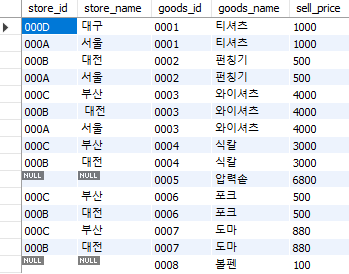 store_id store_name goods_id goods_name sell_price
000D 대구 0001 티셔츠 1000
000A 서울 0001 티셔츠 1000
000B 대전 0002 펀칭기 500
000A 서울 0002 펀칭기 500
000C 부산 0003 와이셔츠 4000
000B 대전 0003 와이셔츠 4000
000A 서울 0003 와이셔츠 4000
000C 부산 0004 식칼 3000
000B 대전 0004 식칼 3000
NULL NULL 0005 압력솥 6800
000C 부산 0006 포크 500
000B 대전 0006 포크 500
000C 부산 0007 도마 880
000B 대전 0007 도마 880
NULL NULL 0008 볼펜 100